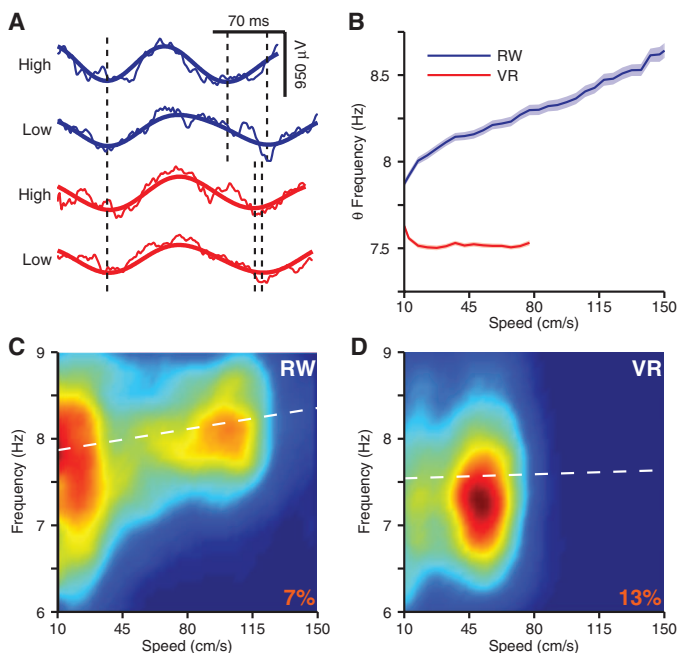 A
70 ms
950 µV
High
Low
High
Low
B
RW
VR
θ Frequency (Hz)
8.5
8
7.5
10 45 80 115 150
Speed (cm/s)
C
RW
Frequency (Hz)
9
8
7
6
7%
10 45 80 115 150
Speed (cm/s)
D
VR
Frequency (Hz)
9
8
7
6
13%
10 45 80 115 150
Speed (cm/s)